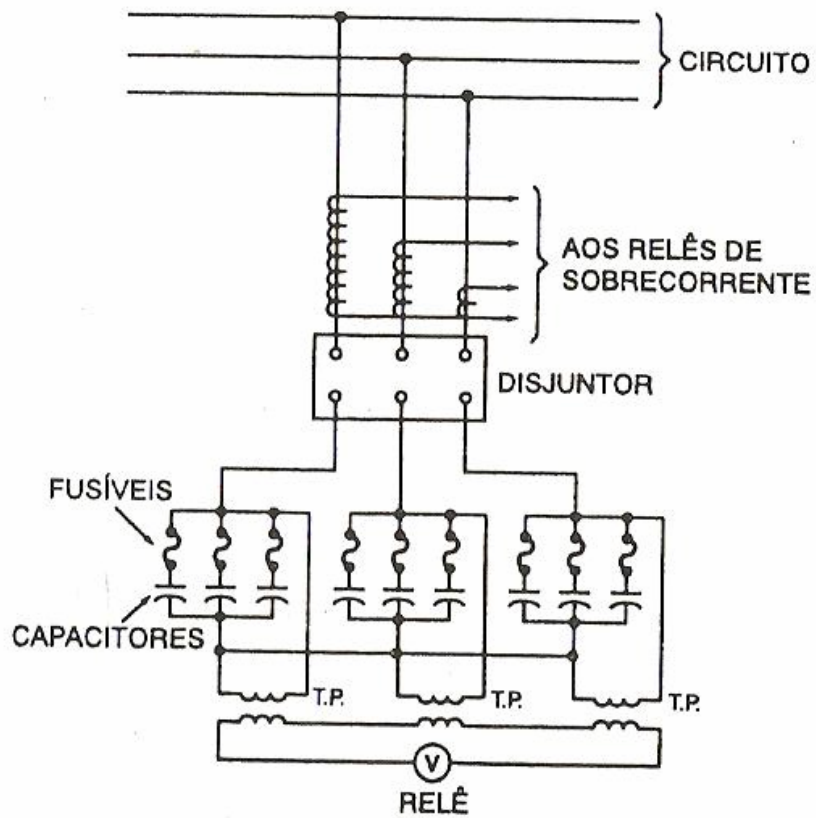 CIRCUITO
AOS RELÊS DE
SOBRECORRENTE
DISJUNTOR
FUSÍVEIS
CAPACITORES
T.P.
T.P.
T.P.
V
RELÊ